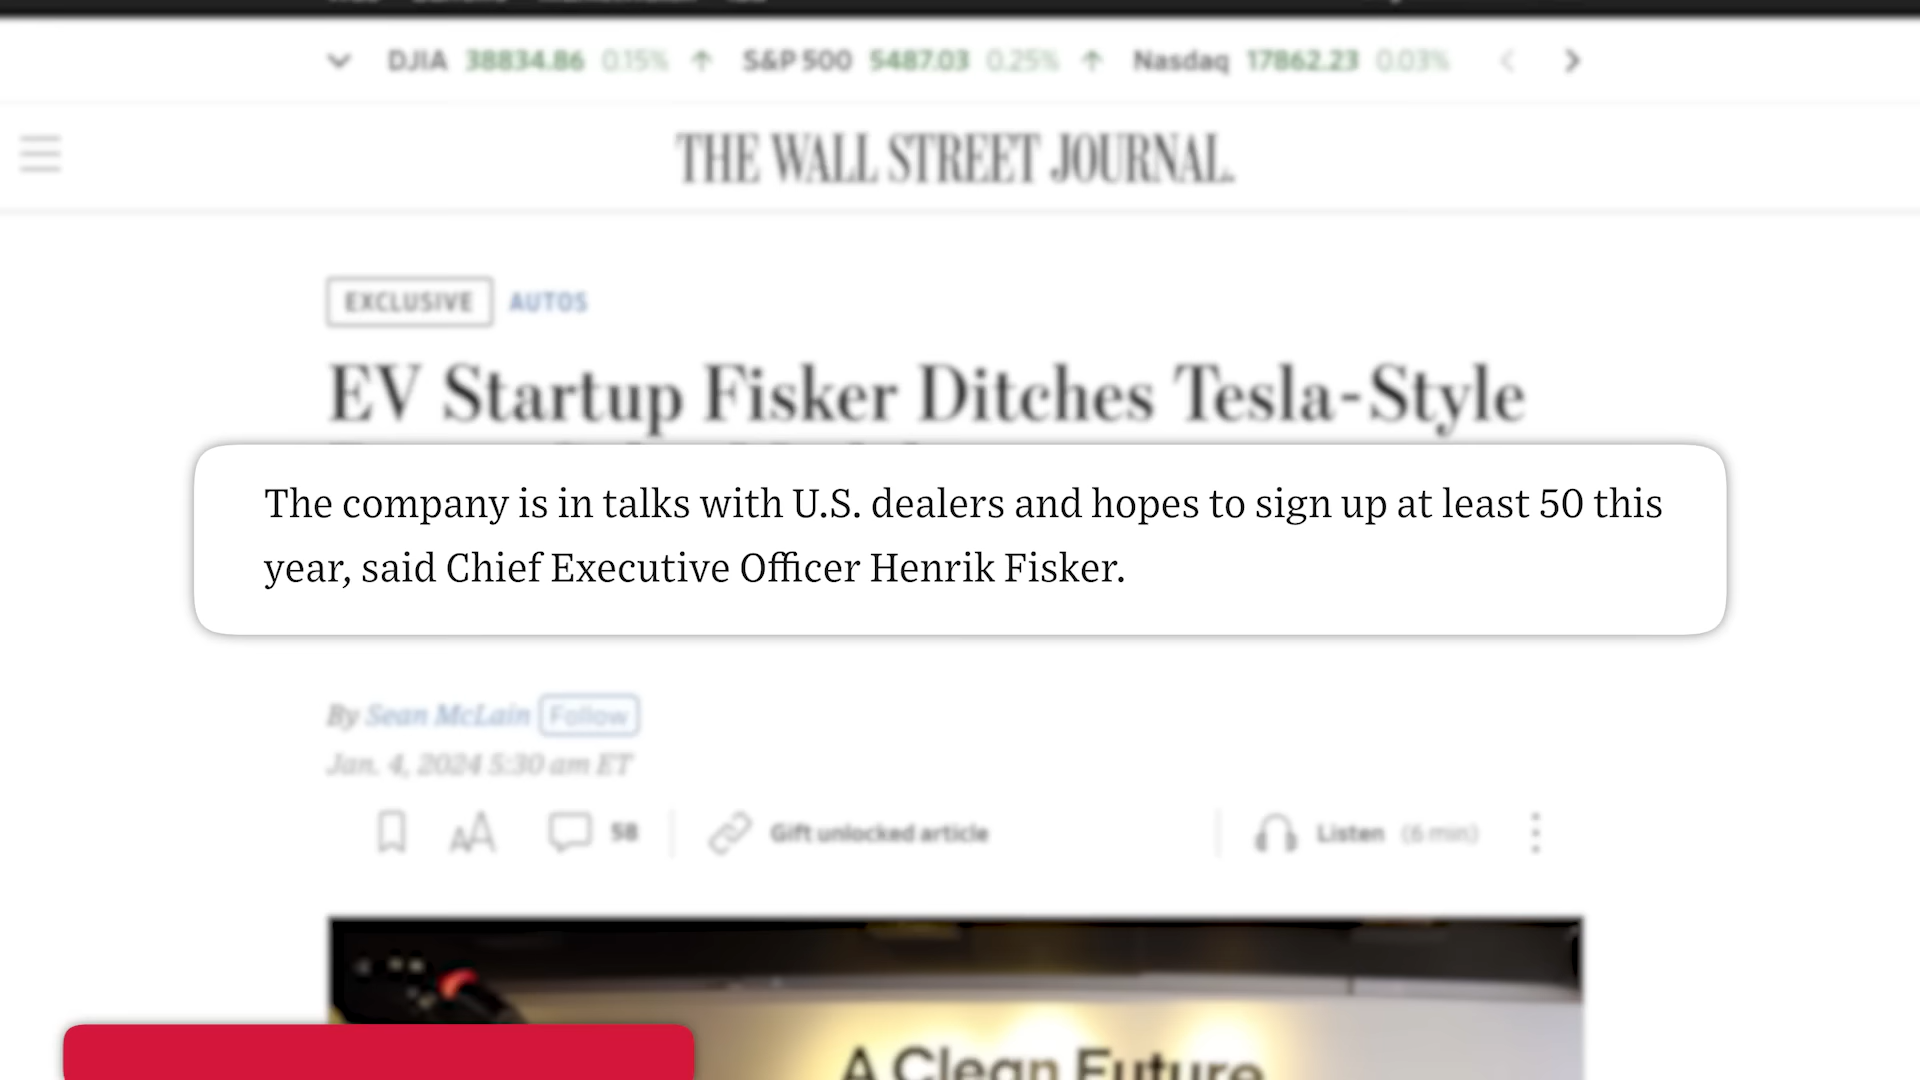 DJIA 38834.86 0.15% S&P 500 5487.03 0.25% Nasdaq 17862.23 0.03%
THE WALL STREET JOURNAL.
EXCLUSIVE AUTOS
EV Startup Fisker Ditches Tesla-Style
The company is in talks with U.S. dealers and hopes to sign up at least 50 this
year, said Chief Executive Officer Henrik Fisker.
By Sean McLain Follow
Jan. 4, 2024 5:30 am ET
AA 58 Gift unlocked article Listen (6 min)
A Clean Future